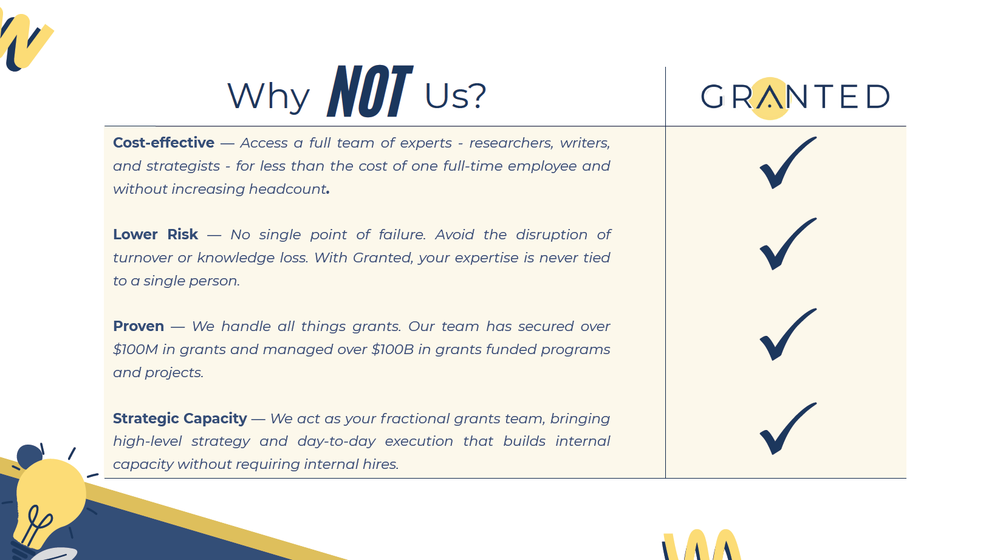 Why NOT Us?
GRANTED
Cost-effective — Access a full team of experts - researchers, writers,
and strategists - for less than the cost of one full-time employee and
without increasing headcount.
Lower Risk — No single point of failure. Avoid the disruption of
turnover or knowledge loss. With Granted, your expertise is never tied
to a single person.
Proven — We handle all things grants. Our team has secured over
$100M in grants and managed over $100B in grants funded programs
and projects.
Strategic Capacity — We act as your fractional grants team, bringing
high-level strategy and day-to-day execution that builds internal
capacity without requiring internal hires.